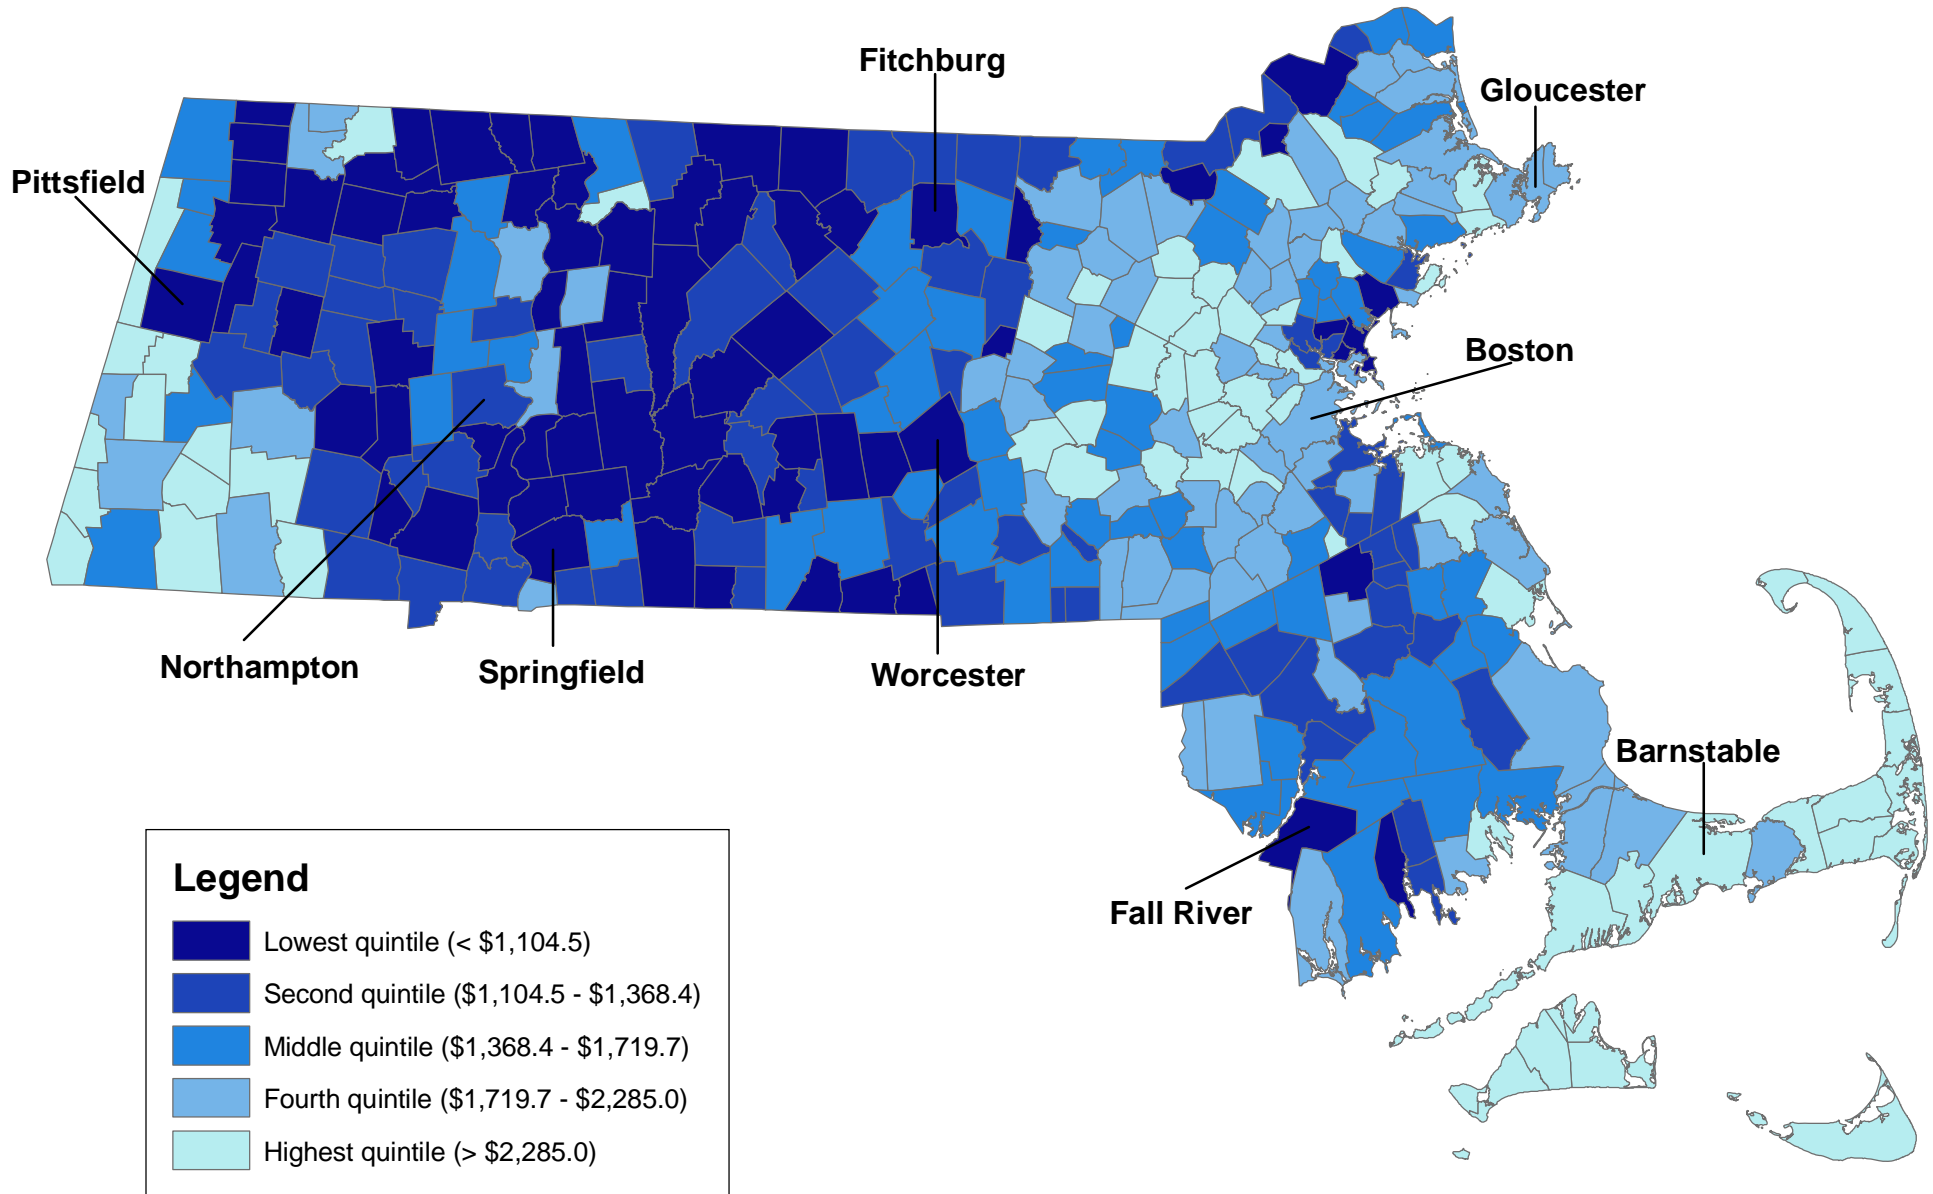 Fitchburg
Gloucester
Pittsfield
Boston
Northampton
Springfield
Worcester
Barnstable
Fall River
Legend
Lowest quintile (< $1,104.5)
Second quintile ($1,104.5 - $1,368.4)
Middle quintile ($1,368.4 - $1,719.7)
Fourth quintile ($1,719.7 - $2,285.0)
Highest quintile (> $2,285.0)